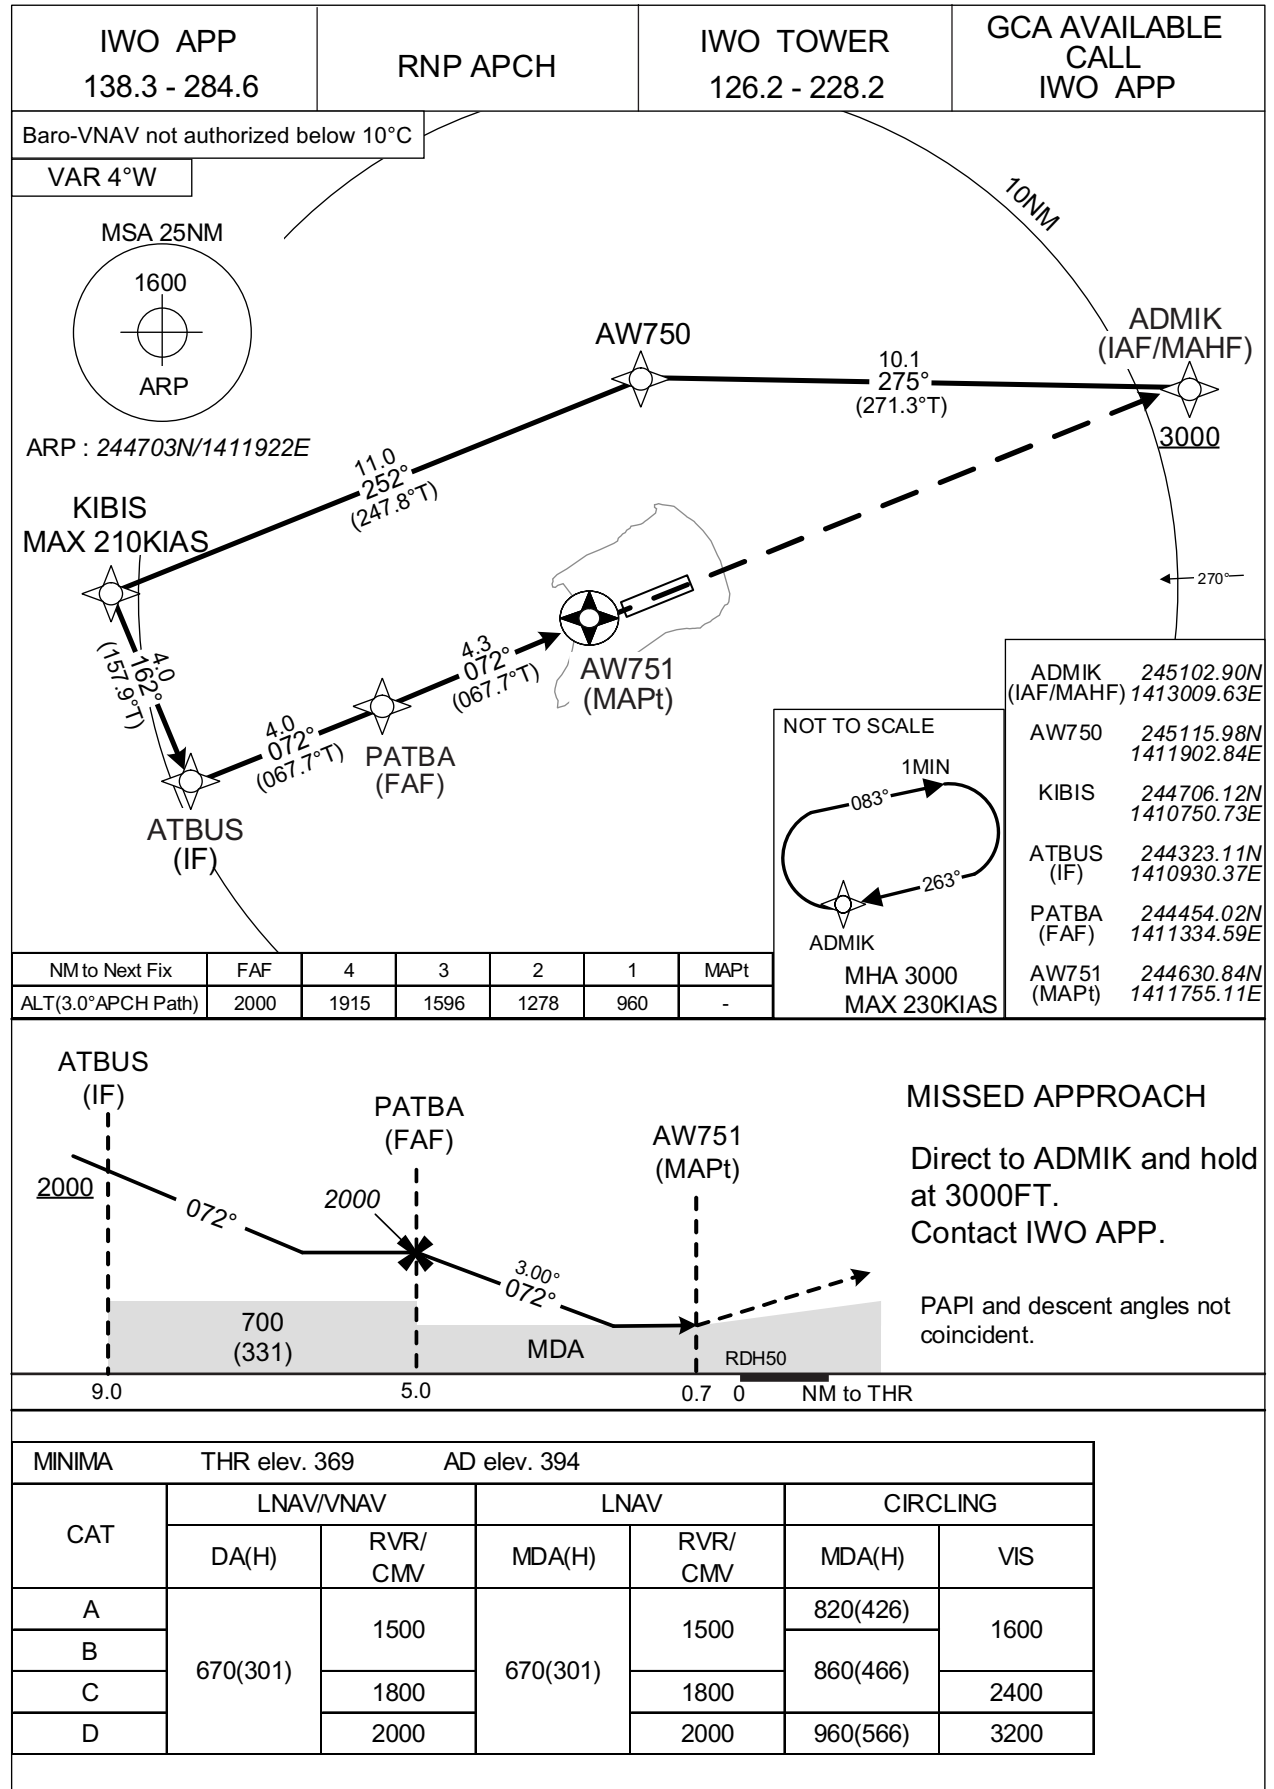 IWO APP
138.3 - 284.6
RNP APCH
IWO TOWER
126.2 - 228.2
GCA AVAILABLE
CALL
IWO APP
Baro-VNAV not authorized below 10°C
VAR 4°W
MSA 25NM
1600
ARP
ARP : 244703N/1411922E
10NM
AW750
ADMIK
(IAF/MAHF)
3000
10.1
275°
(271.3°T)
11.0
252°
(247.8°T)
KIBIS
MAX 210KIAS
4.0
162°
(157.9°T)
270°
4.3
072°
(067.7°T)
AW751
(MAPt)
4.0
072°
(067.7°T)
PATBA
(FAF)
ATBUS
(IF)
NOT TO SCALE
1MIN
083°
263°
ADMIK
MHA 3000
MAX 230KIAS
ADMIK 245102.90N
(IAF/MAHF) 1413009.63E
AW750 245115.98N
1411902.84E
KIBIS 244706.12N
1410750.73E
ATBUS 244323.11N
(IF) 1410930.37E
PATBA 244454.02N
(FAF) 1411334.59E
AW751 244630.84N
(MAPt) 1411755.11E
NM to Next Fix FAF 4 3 2 1 MAPt
ALT(3.0°APCH Path) 2000 1915 1596 1278 960 -
ATBUS
(IF)
PATBA
(FAF)
AW751
(MAPt)
2000
072°
2000
3.00°
072°
700
(331)
MDA
RDH50
9.0 5.0 0.7 0 NM to THR
MISSED APPROACH
Direct to ADMIK and hold
at 3000FT.
Contact IWO APP.
PAPI and descent angles not
coincident.
MINIMA THR elev. 369 AD elev. 394
CAT LNAV/VNAV LNAV CIRCLING
DA(H) RVR/ MDA(H) RVR/ MDA(H) VIS
CMV CMV
A 820(426)
1500 1500 1600
B
670(301) 670(301) 860(466)
C 1800 1800 2400
D 2000 2000 960(566) 3200